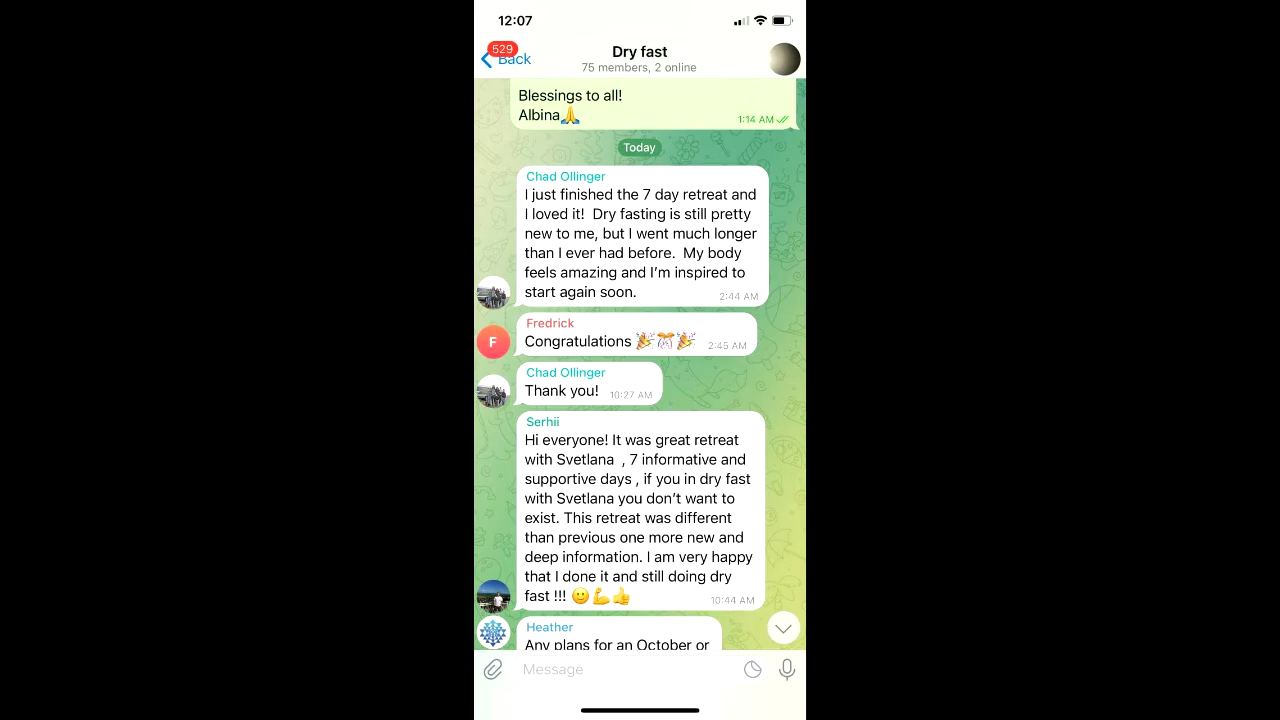 12:07
529
Back
Dry fast
75 members, 2 online
Blessings to all!
Albina🙏
1:14 AM
Today
Chad Ollinger
I just finished the 7 day retreat and
I loved it!  Dry fasting is still pretty
new to me, but I went much longer
than I ever had before.  My body
feels amazing and I'm inspired to
start again soon.
2:44 AM
Fredrick
F
Congratulations 🎉🎊🎉
2:45 AM
Chad Ollinger
Thank you!
10:27 AM
Serhii
Hi everyone! It was great retreat
with Svetlana  , 7 informative and
supportive days , if you in dry fast
with Svetlana you don't want to
exist. This retreat was different
than previous one more new and
deep information. I am very happy
that I done it and still doing dry
fast !!! 🙂💪👍
10:44 AM
Heather
Any plans for an October or
Message